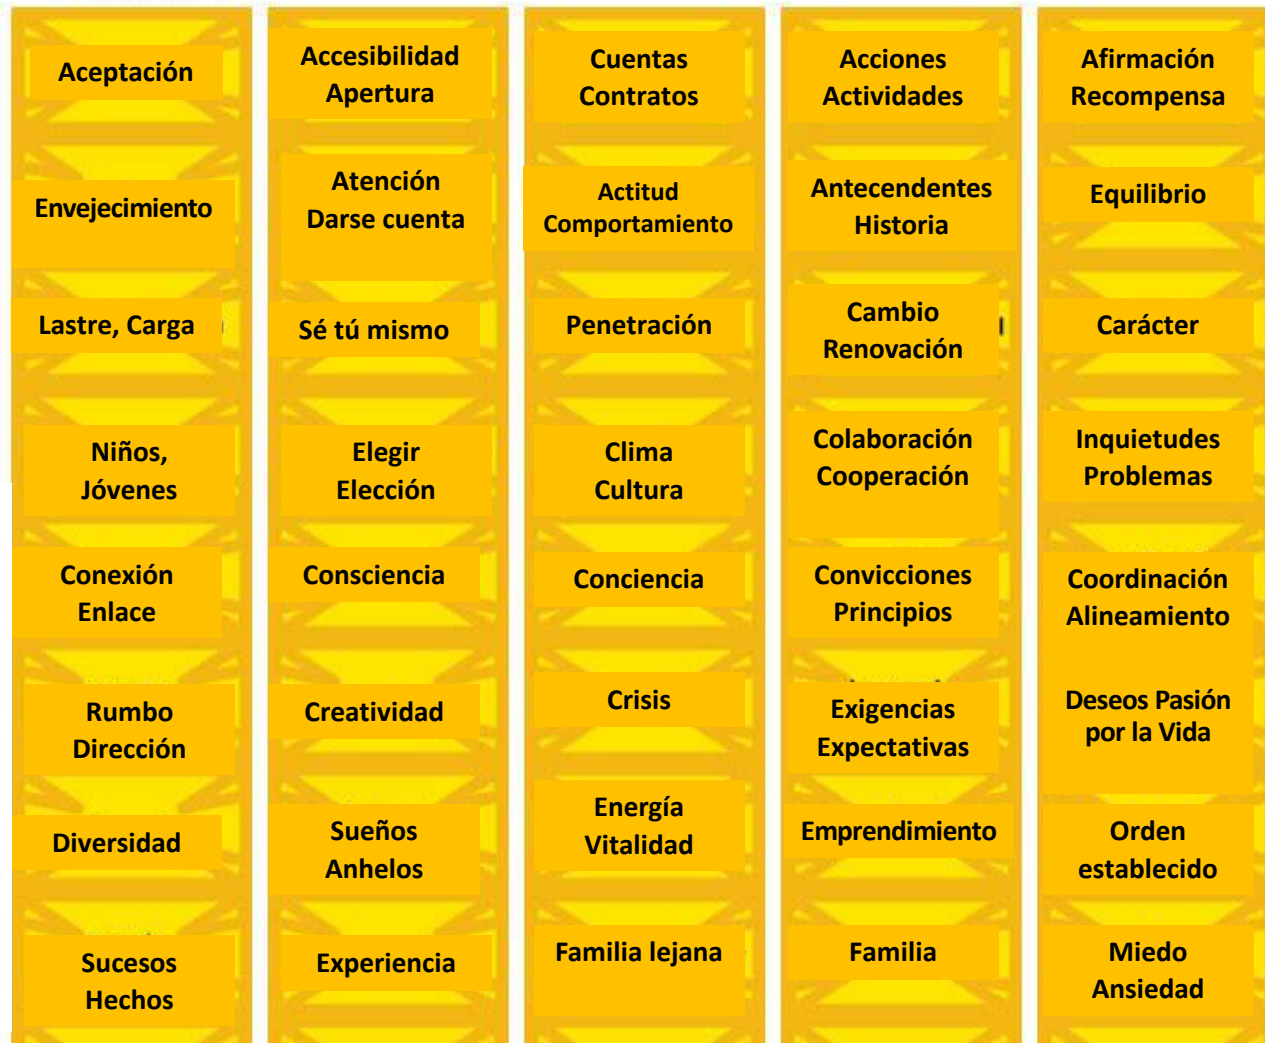 Aceptación
Accesibilidad
Apertura
Cuentas
Contratos
Acciones
Actividades
Afirmación
Recompensa
Envejecimiento
Atención
Darse cuenta
Actitud
Comportamiento
Antecendentes
Historia
Equilibrio
Lastre, Carga
Sé tú mismo
Penetración
Cambio
Renovación
Carácter
Niños,
Jóvenes
Elegir
Elección
Clima
Cultura
Colaboración
Cooperación
Inquietudes
Problemas
Conexión
Enlace
Consciencia
Conciencia
Convicciones
Principios
Coordinación
Alineamiento
Rumbo
Dirección
Creatividad
Crisis
Exigencias
Expectativas
Deseos Pasión
por la Vida
Diversidad
Sueños
Anhelos
Energía
Vitalidad
Emprendimiento
Orden
establecido
Sucesos
Hechos
Experiencia
Familia lejana
Familia
Miedo
Ansiedad